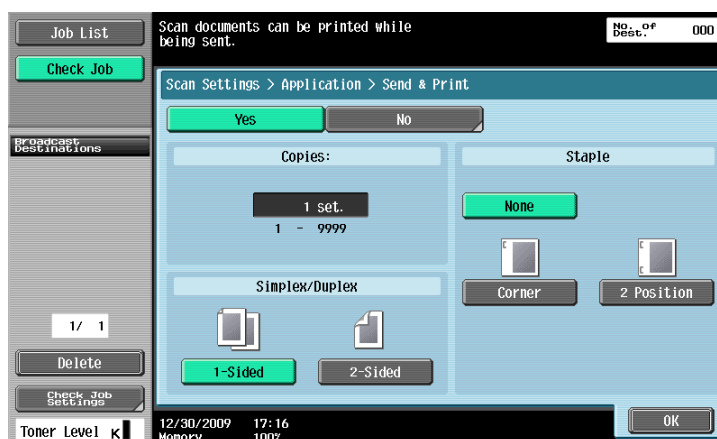 Job List
Check Job
Broadcast
Destinations
1/ 1
Delete
Check Job
Settings
Toner Level K
Scan documents can be printed while
being sent.
No. of
Dest. 000
Scan Settings > Application > Send & Print
Yes
No
Copies:
1 set.
1 - 9999
Simplex/Duplex
1-Sided
2-Sided
Staple
None
Corner
2 Position
OK
12/30/2009 17:16
Memory 100%